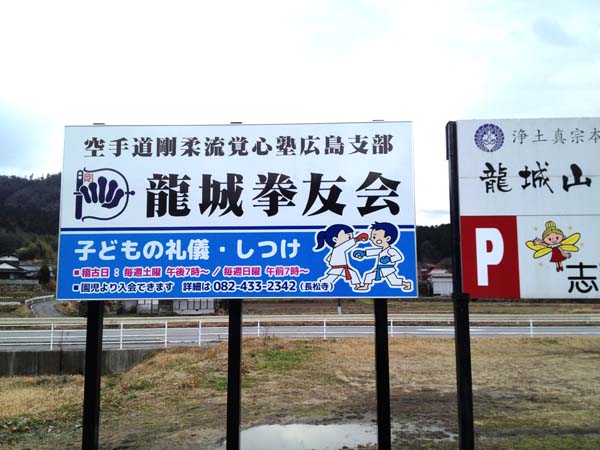 空手道剛柔流覚心塾広島支部
龍城拳友会
子どもの礼儀・しつけ
■稽古日：毎週土曜 午後7時～／毎週日曜 午前7時～
■園児より入会できます 詳細は082-433-2342（長松寺）
浄土真宗本
龍城山
P
志